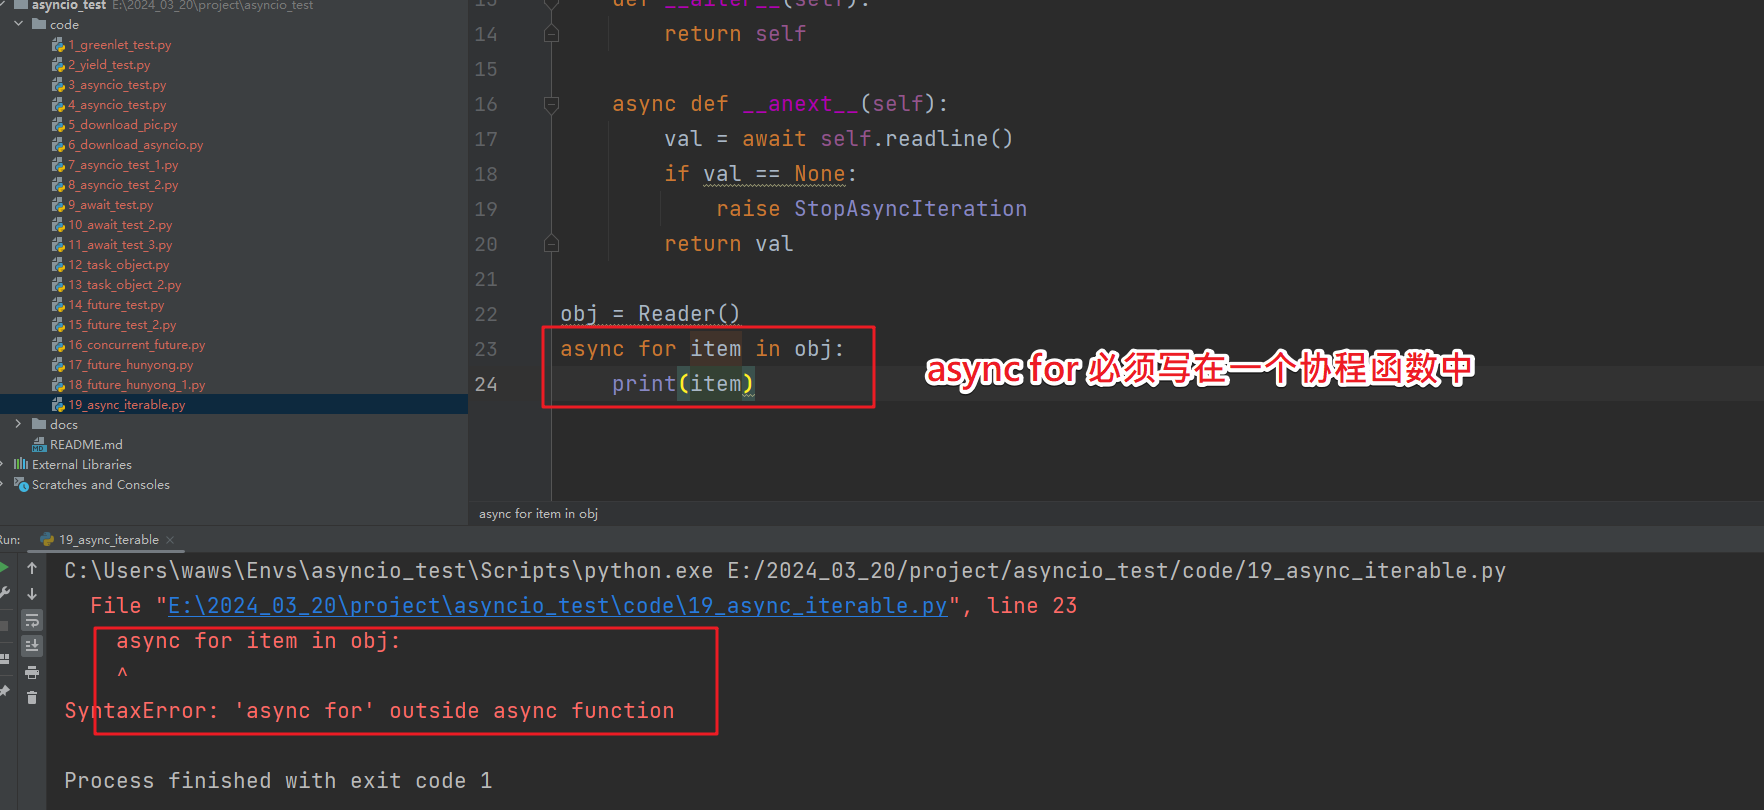 asyncio_test E:\2024_03_20\project\asyncio_test
code
1_greenlet_test.py
2_yield_test.py
3_asyncio_test.py
4_asyncio_test.py
5_download_pic.py
6_download_asyncio.py
7_asyncio_test_1.py
8_asyncio_test_2.py
9_await_test.py
10_await_test_2.py
11_await_test_3.py
12_task_object.py
13_task_object_2.py
14_future_test.py
15_future_test_2.py
16_concurrent_future.py
17_future_hunyong.py
18_future_hunyong_1.py
19_async_iterable.py
docs
README.md
External Libraries
Scratches and Consoles
13 def __aiter__(self):
14 return self
15
16 async def __anext__(self):
17 val = await self.readline()
18 if val == None:
19 raise StopAsyncIteration
20 return val
21
22 obj = Reader()
23 async for item in obj:
24 print(item)
async for 必须写在一个协程函数中
async for item in obj
Run: 19_async_iterable
C:\Users\waws\Envs\asyncio_test\Scripts\python.exe E:/2024_03_20/project/asyncio_test/code/19_async_iterable.py
File "E:\2024_03_20\project\asyncio_test\code\19_async_iterable.py", line 23
async for item in obj:
^
SyntaxError: 'async for' outside async function
Process finished with exit code 1